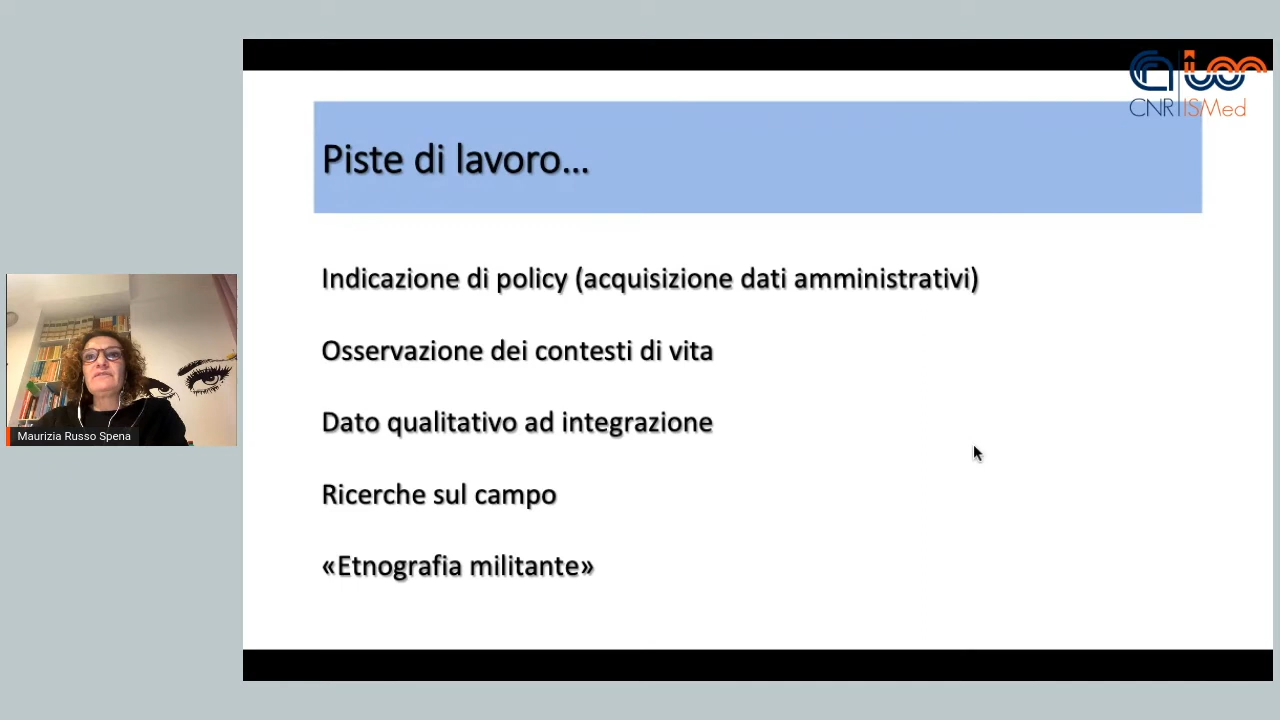 CNR ISMed
Piste di lavoro...
Indicazione di policy (acquisizione dati amministrativi)
Osservazione dei contesti di vita
Dato qualitativo ad integrazione
Ricerche sul campo
«Etnografia militante»
Maurizia Russo Spena